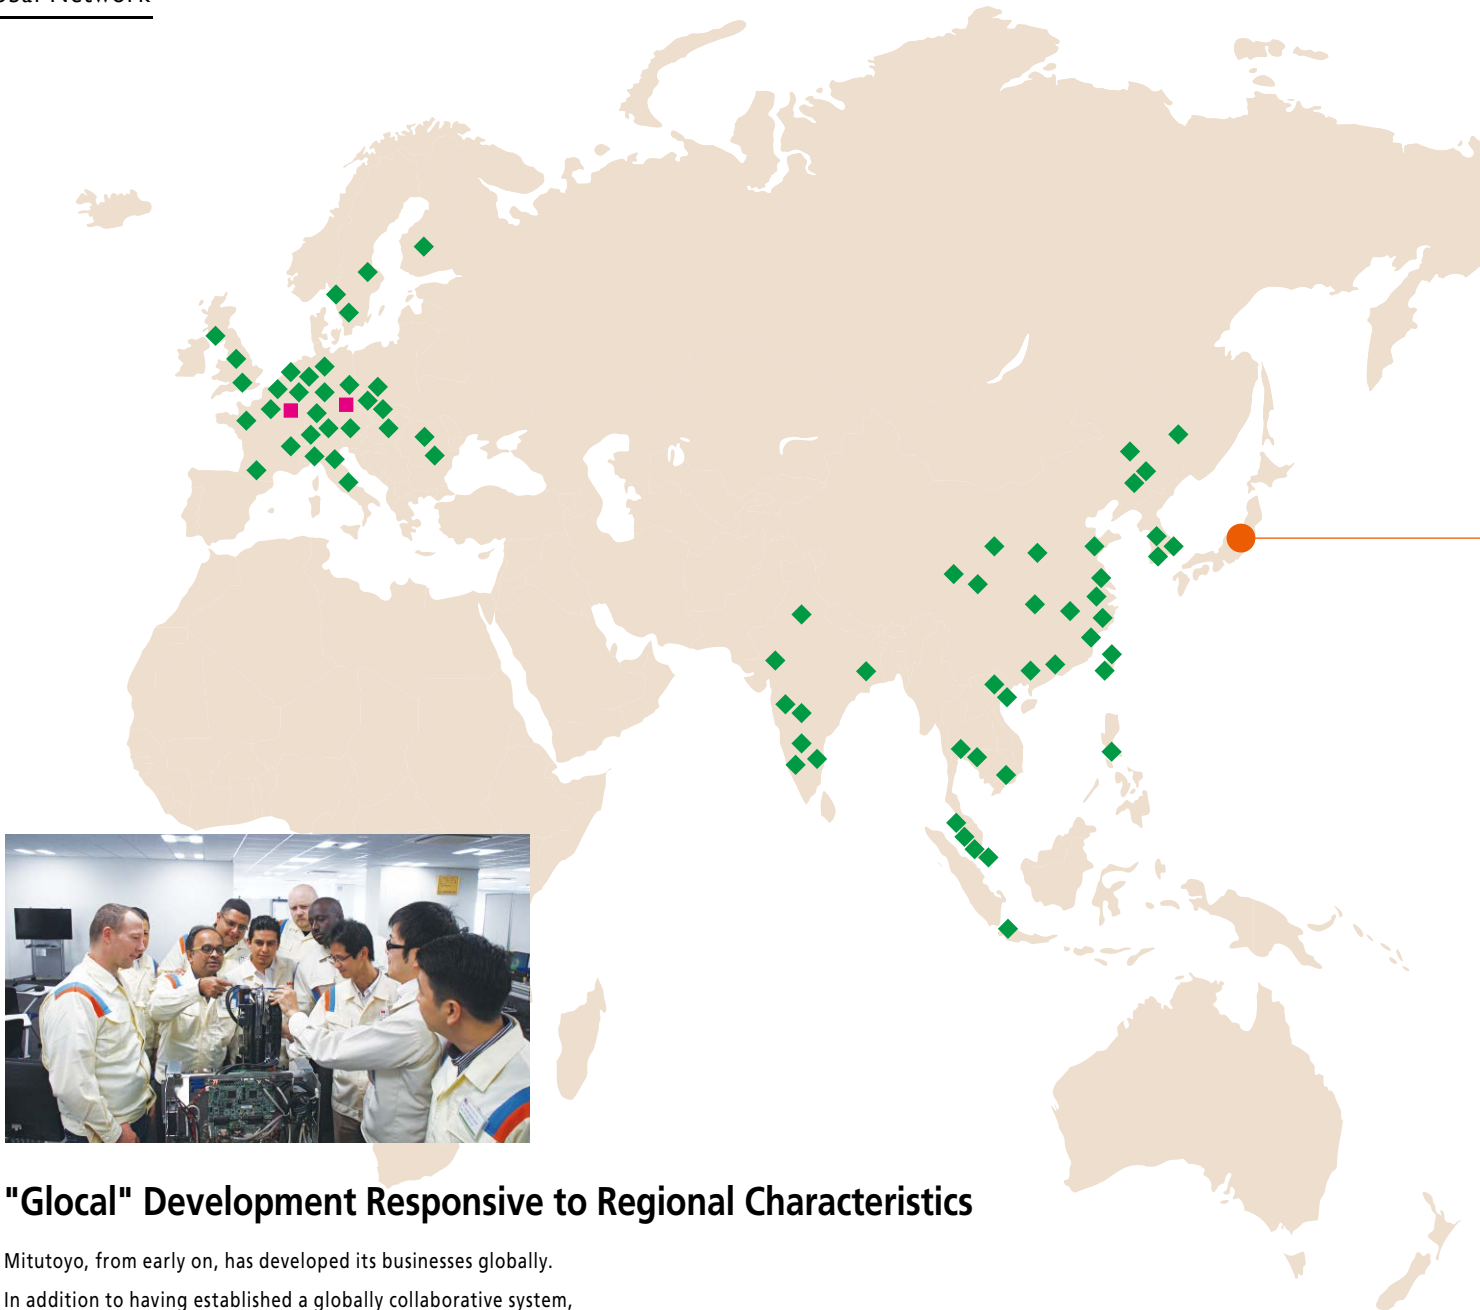 Network
"Glocal" Development Responsive to Regional Characteristics
Mitutoyo, from early on, has developed its businesses globally.
In addition to having established a globally collaborative system,